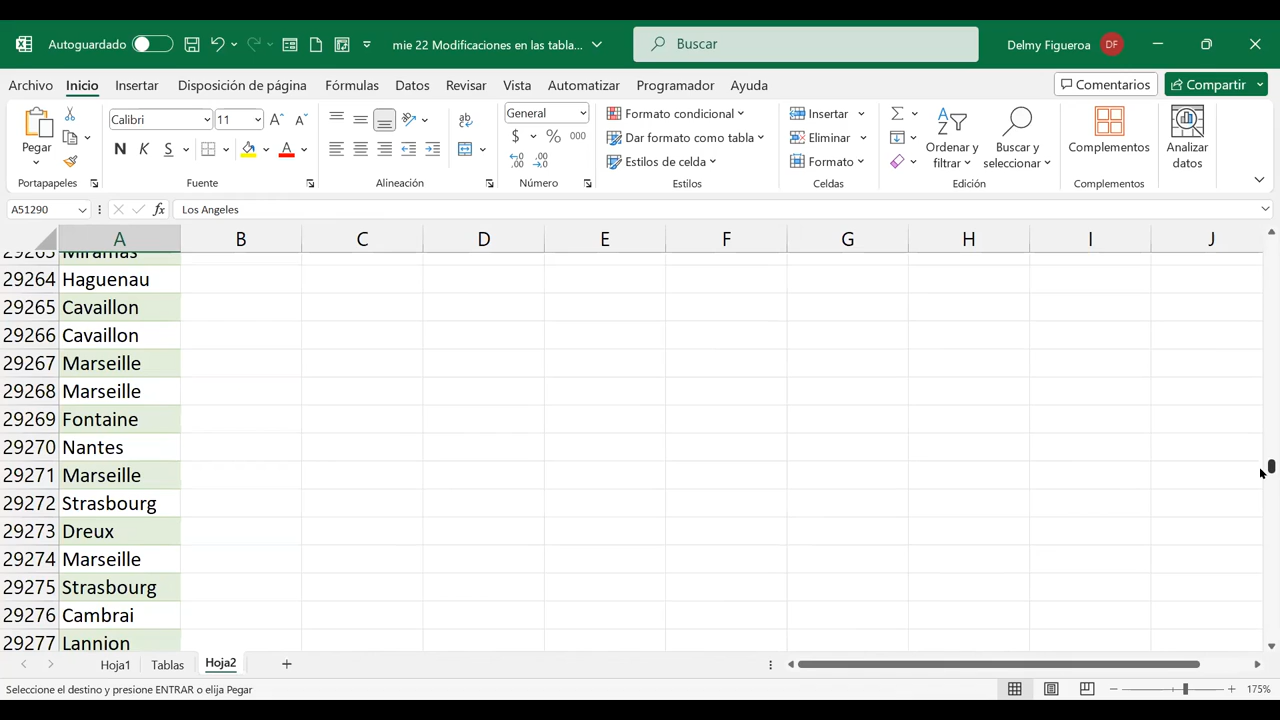 Autoguardado mie 22 Modificaciones en las tabla... Buscar Delmy Figueroa DF
Archivo Inicio Insertar Disposición de página Fórmulas Datos Revisar Vista Automatizar Programador Ayuda Comentarios Compartir
Pegar
Portapapeles
Calibri 11
N K S
Fuente
Alineación
General
$ % 000
Número
Formato condicional
Dar formato como tabla
Estilos de celda
Estilos
Insertar
Eliminar
Formato
Celdas
Ordenar y
filtrar
Buscar y
seleccionar
Edición
Complementos
Complementos
Analizar
datos
A51290 fx Los Angeles
A B C D E F G H I J
29263 Miramas
29264 Haguenau
29265 Cavaillon
29266 Cavaillon
29267 Marseille
29268 Marseille
29269 Fontaine
29270 Nantes
29271 Marseille
29272 Strasbourg
29273 Dreux
29274 Marseille
29275 Strasbourg
29276 Cambrai
29277 Lannion
Hoja1 Tablas Hoja2
Seleccione el destino y presione ENTRAR o elija Pegar 175%